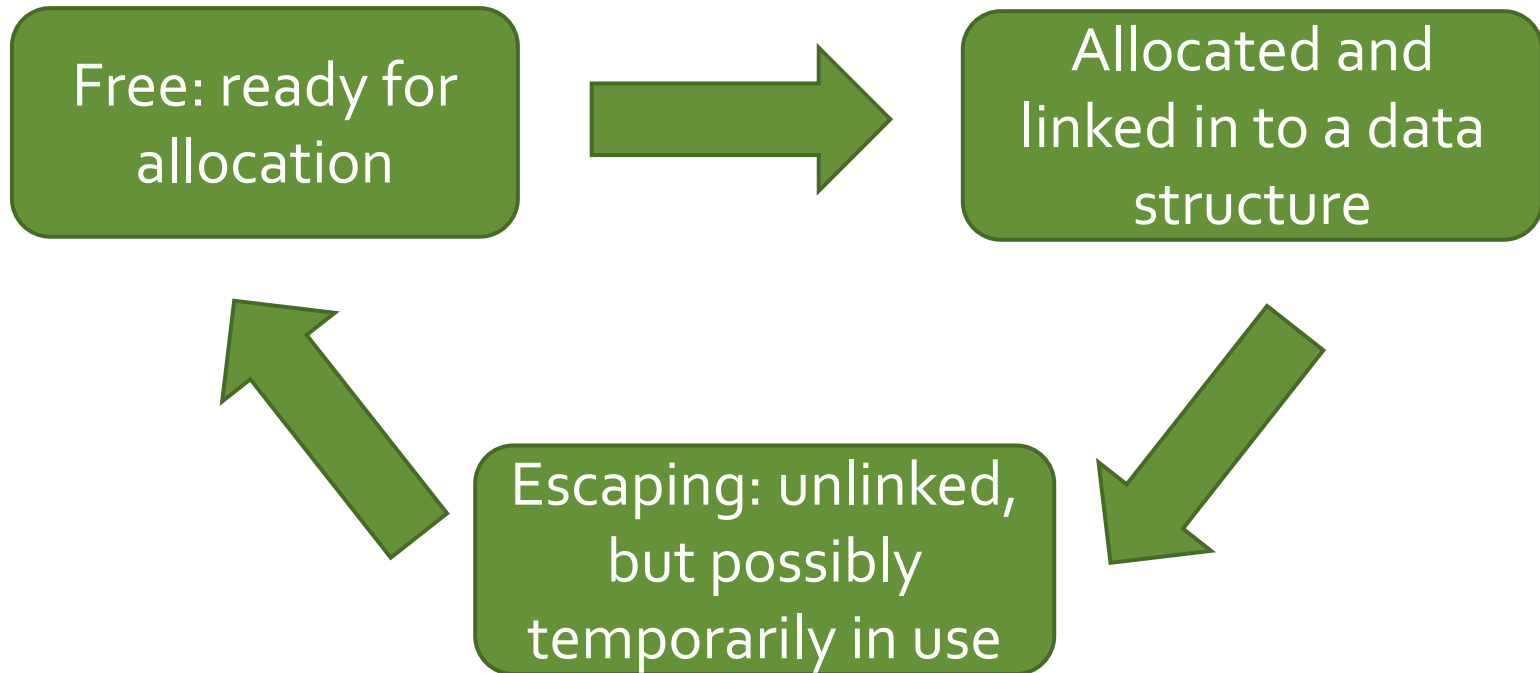 Free: ready for
allocation
Allocated and
linked in to a data
structure
Escaping: unlinked,
but possibly
temporarily in use